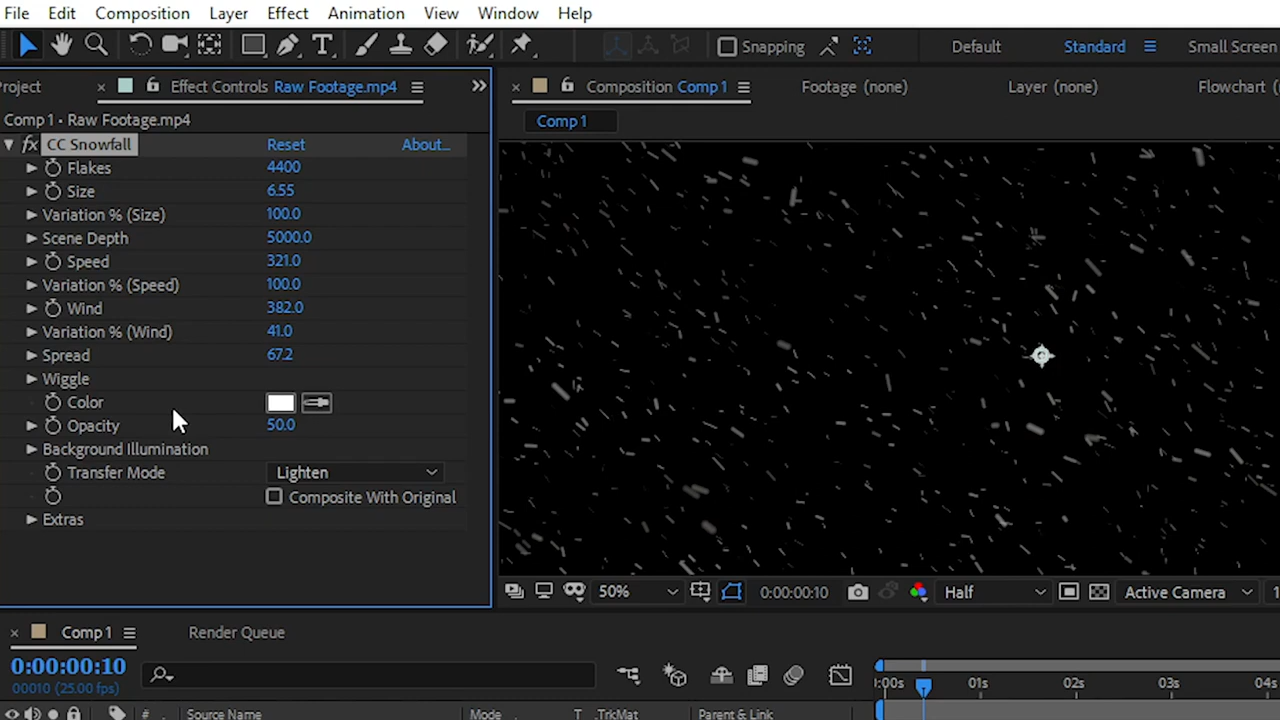 File Edit Composition Layer Effect Animation View Window Help
Snapping Default Standard Small Screen
roject Effect Controls Raw Footage.mp4 Composition Comp 1 Footage (none) Layer (none) Flowchart (
Comp 1 • Raw Footage.mp4 Comp 1
fx CC Snowfall Reset About...
Flakes 4400
Size 6.55
Variation % (Size) 100.0
Scene Depth 5000.0
Speed 321.0
Variation % (Speed) 100.0
Wind 382.0
Variation % (Wind) 41.0
Spread 67.2
Wiggle
Color
Opacity 50.0
Background Illumination
Transfer Mode Lighten
Composite With Original
Extras
50% 0:00:00:10 Half Active Camera 1
Comp 1 Render Queue
0:00:00:10
00010 (25.00 fps) :00s 01s 02s 03s 04s
# Source Name Mode T .TrkMat Parent & Link